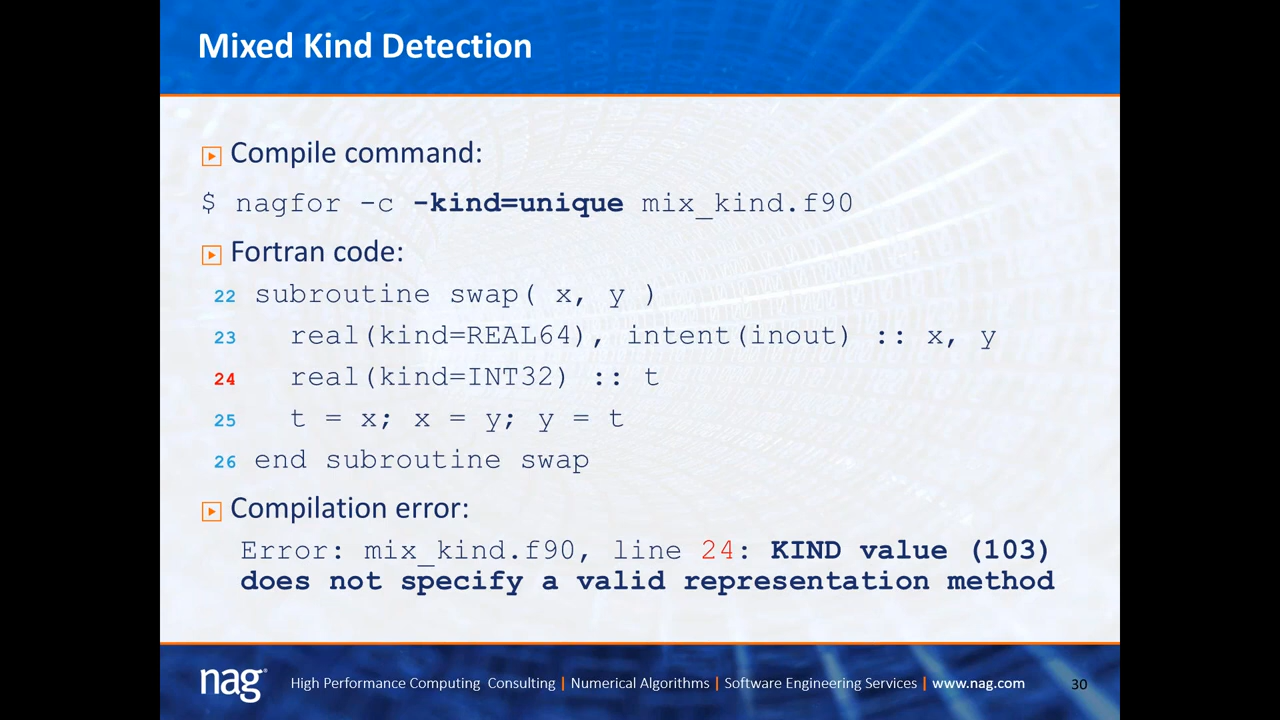 Mixed Kind Detection
Compile command:
$ nagfor -c -kind=unique mix_kind.f90
Fortran code:
22 subroutine swap( x, y )
23 real(kind=REAL64), intent(inout) :: x, y
24 real(kind=INT32) :: t
25 t = x; x = y; y = t
26 end subroutine swap
Compilation error:
Error: mix_kind.f90, line 24: KIND value (103)
does not specify a valid representation method
nag® High Performance Computing Consulting | Numerical Algorithms | Software Engineering Services | www.nag.com 30